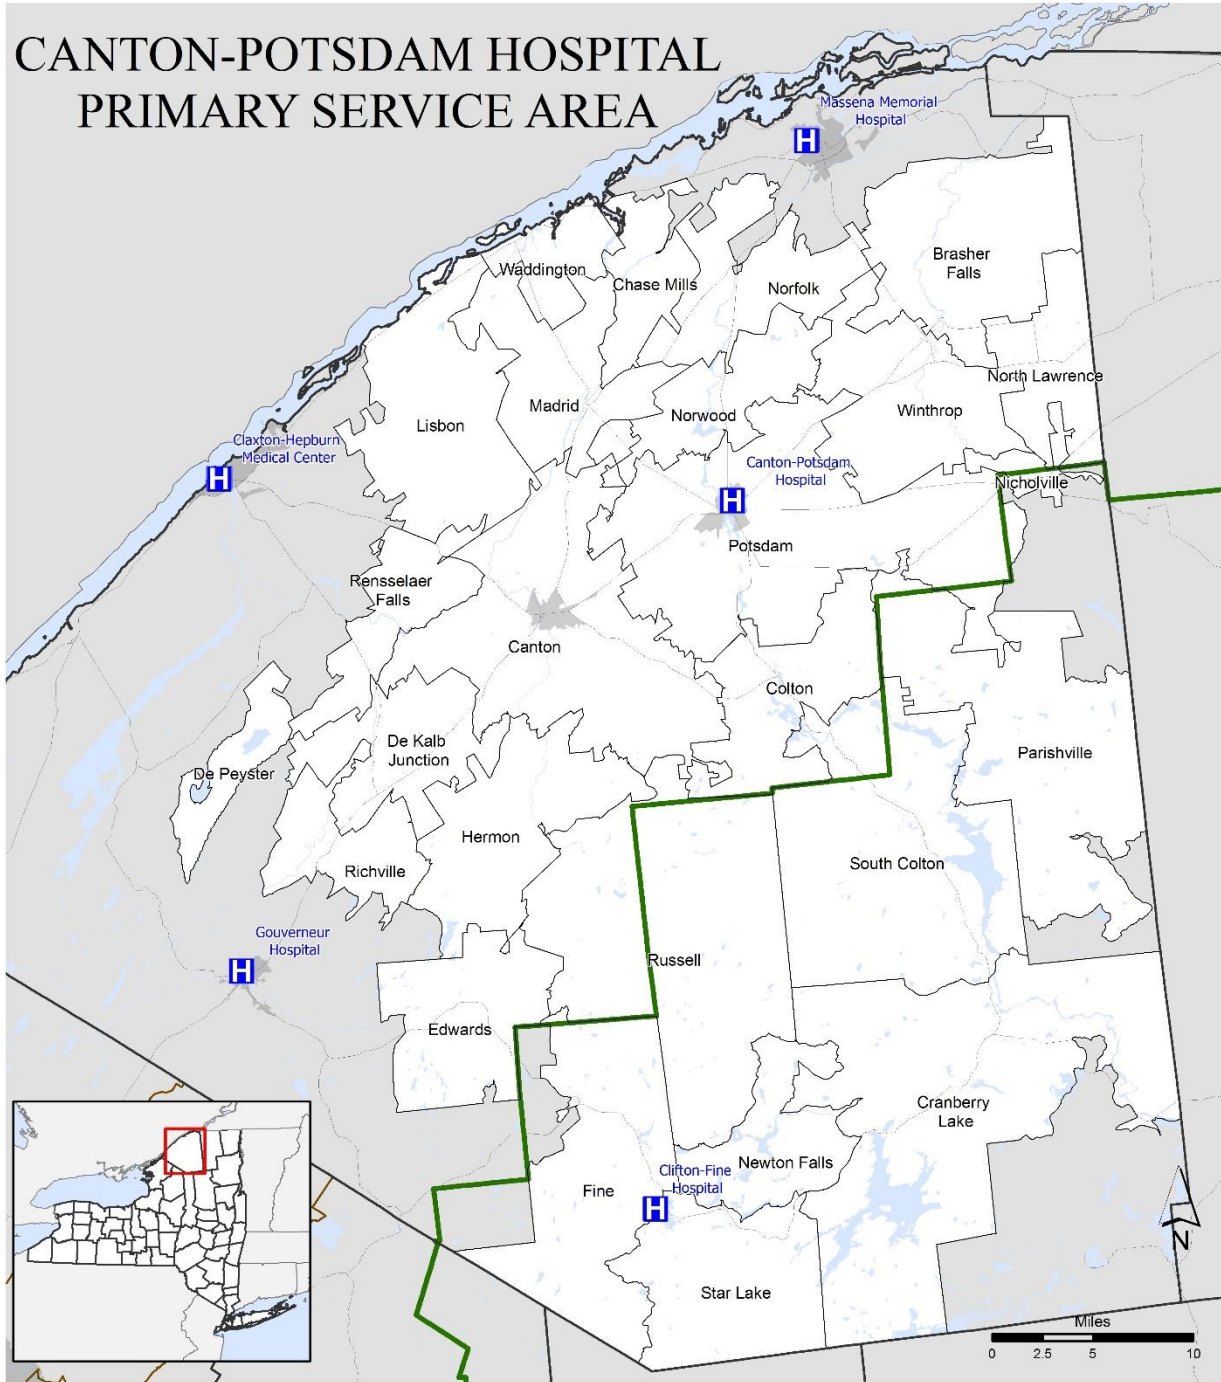 CANTON-POTSDAM HOSPITAL
PRIMARY SERVICE AREA
Massena Memorial
Hospital
H
Brasher
Falls
Waddington
Chase Mills
Norfolk
North Lawrence
Madrid
Norwood
Winthrop
Lisbon
Claxton-Hepburn
Medical Center
H
Canton-Potsdam
Hospital
H
Nicholville
Potsdam
Rensselaer
Falls
Canton
Colton
De Kalb
Junction
Parishville
De Peyster
Hermon
Richville
South Colton
Gouverneur
Hospital
H
Russell
Edwards
Cranberry
Lake
Newton Falls
Clifton-Fine
Hospital
H
Fine
Star Lake
N
Miles
0 2.5 5 10